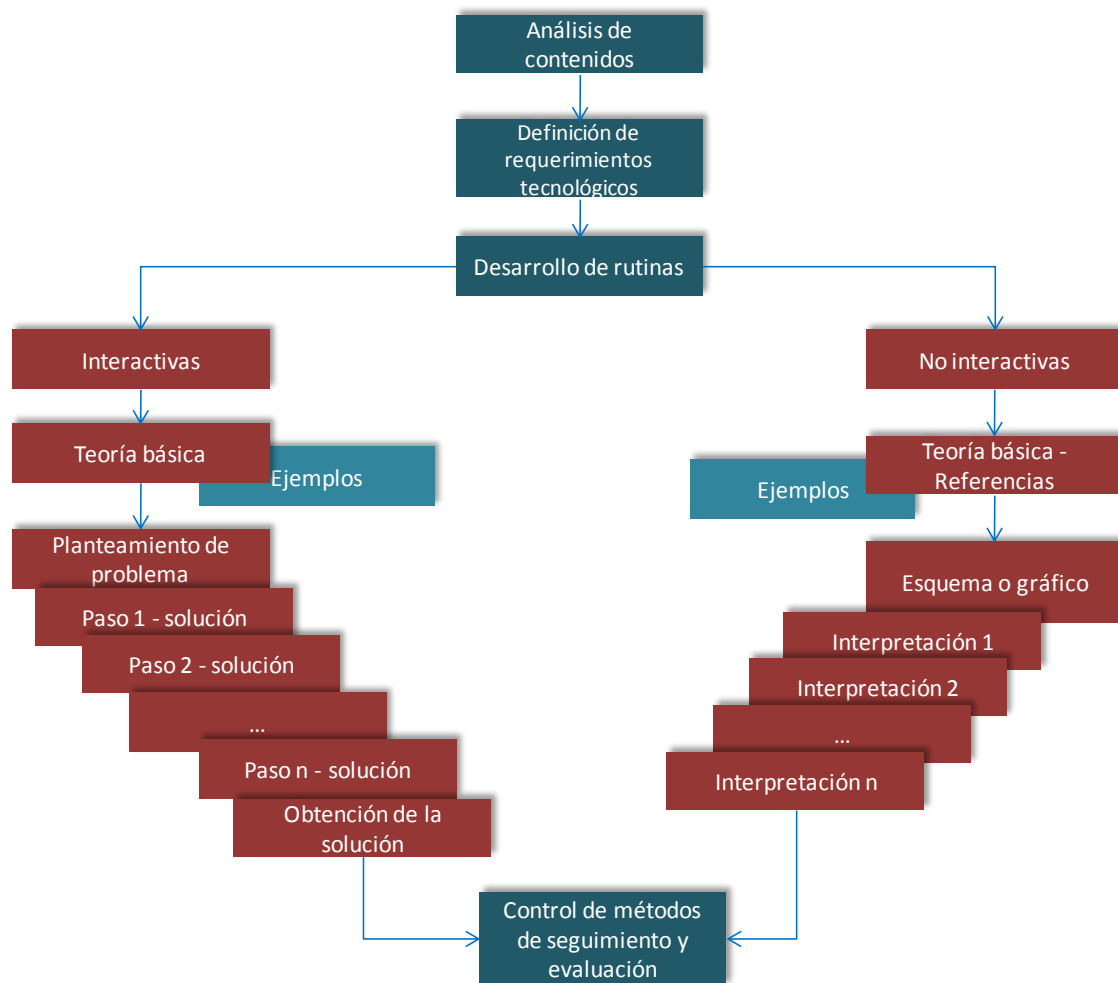 Análisis de
contenidos
Definición de
requerimientos
tecnológicos
Desarrollo de rutinas
Interactivas
Teoría básica
Ejemplos
Planteamiento de
problema
Paso 1 - solución
Paso 2 - solución
...
Paso n - solución
Obtención de la
solución
No interactivas
Teoría básica -
Referencias
Ejemplos
Esquema o gráfico
Interpretación 1
Interpretación 2
...
Interpretación n
Control de métodos
de seguimiento y
evaluación